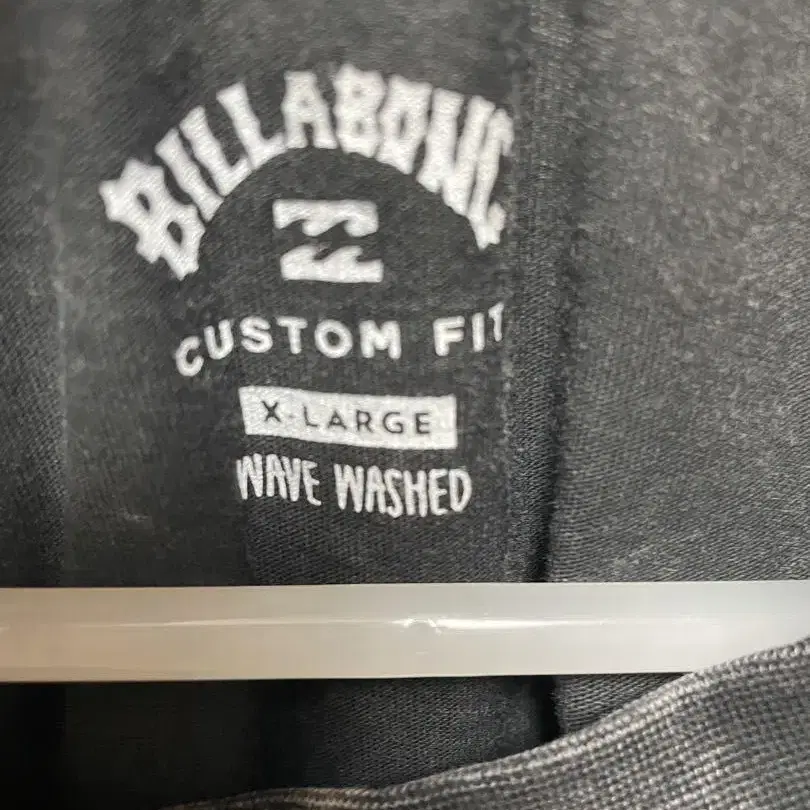 BILLABONG
CUSTOM FIT
X-LARGE
WAVE WASHED